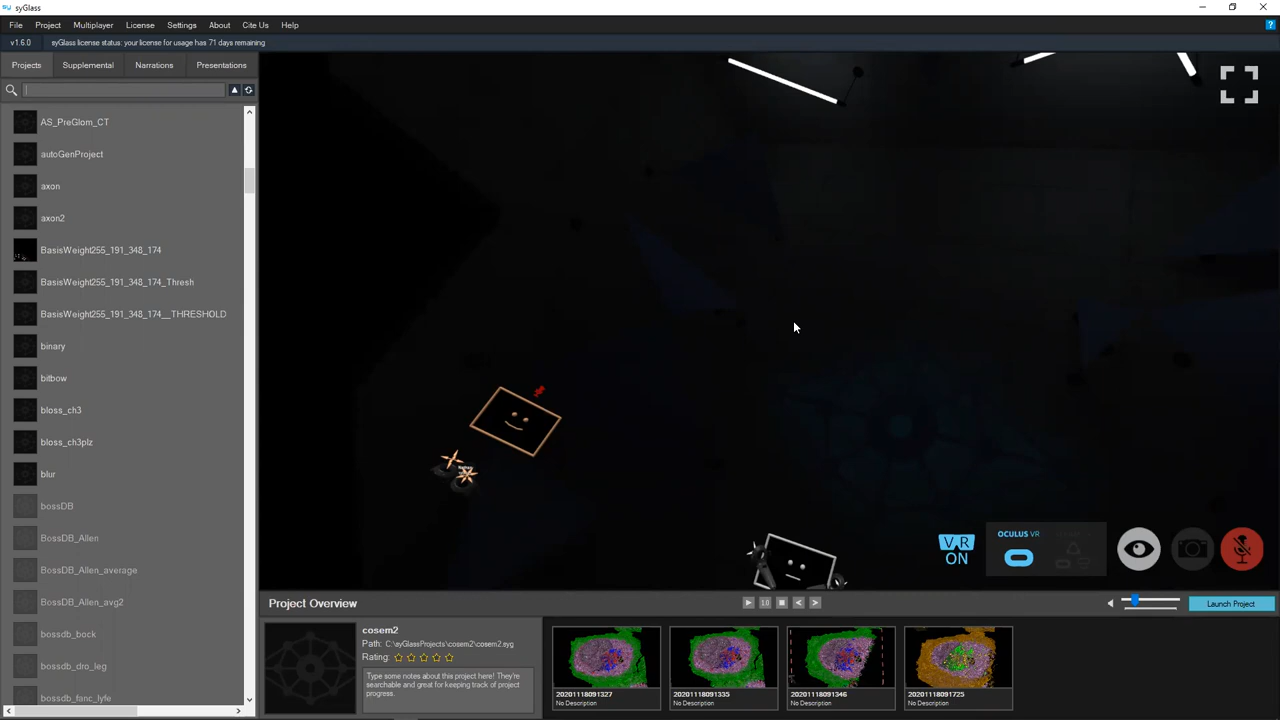 syGlass
File Project Multiplayer License Settings About Cite Us Help
v1.6.0 syGlass license status: your license for usage has 71 days remaining
Projects Supplemental Narrations Presentations
AS_PreGlom_CT
autoGenProject
axon
axon2
BasisWeight255_191_348_174
BasisWeight255_191_348_174_Thresh
BasisWeight255_191_348_174__THRESHOLD
binary
bitbow
bloss_ch3
bloss_ch3plz
blur
bossDB
BossDB_Allen
BossDB_Allen_average
BossDB_Allen_avg2
bossdb_bock
bossdb_dro_leg
bossdb_fanc_lyfe
VR
ON
OCULUS VR
Project Overview
1.0
Launch Project
cosem2
Path: C:\syGlassProjects\cosem2\cosem2.syg
Rating:
Type some notes about this project here! They're
searchable and great for keeping track of project
progress.
20201118091327
No Description
20201118091335
No Description
20201118091346
No Description
20201118091725
No Description